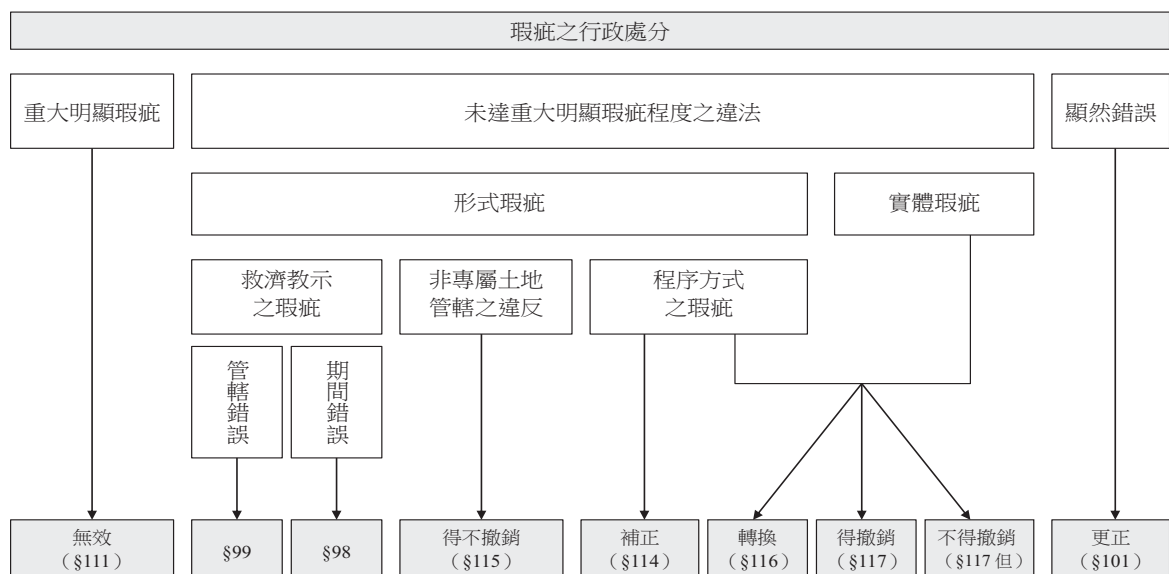 瑕疵之行政處分
重大明顯瑕疵
未達重大明顯瑕疵程度之違法
顯然錯誤
形式瑕疵
實體瑕疵
救濟教示
之瑕疵
非專屬土地
管轄之違反
程序方式
之瑕疵
管轄錯誤
期間錯誤
無效
（§111）
§99
§98
得不撤銷
（§115）
補正
（§114）
轉換
（§116）
得撤銷
（§117）
不得撤銷
（§117 但）
更正
（§101）